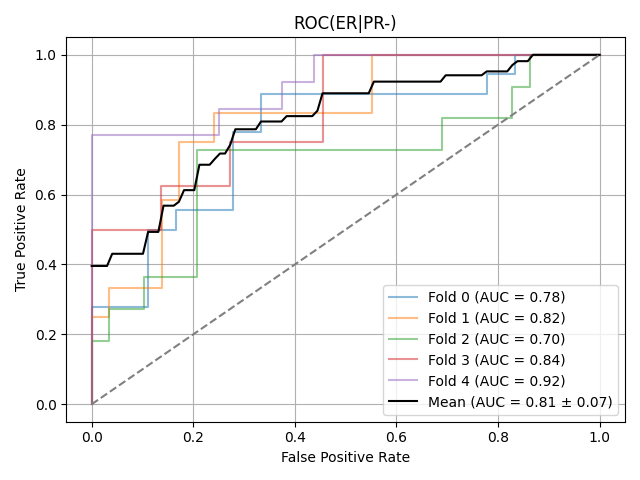 ROC(ER|PR-)
True Positive Rate
1.0
0.8
0.6
0.4
0.2
0.0
0.0 0.2 0.4 0.6 0.8 1.0
False Positive Rate
Fold 0 (AUC = 0.78)
Fold 1 (AUC = 0.82)
Fold 2 (AUC = 0.70)
Fold 3 (AUC = 0.84)
Fold 4 (AUC = 0.92)
Mean (AUC = 0.81 ± 0.07)